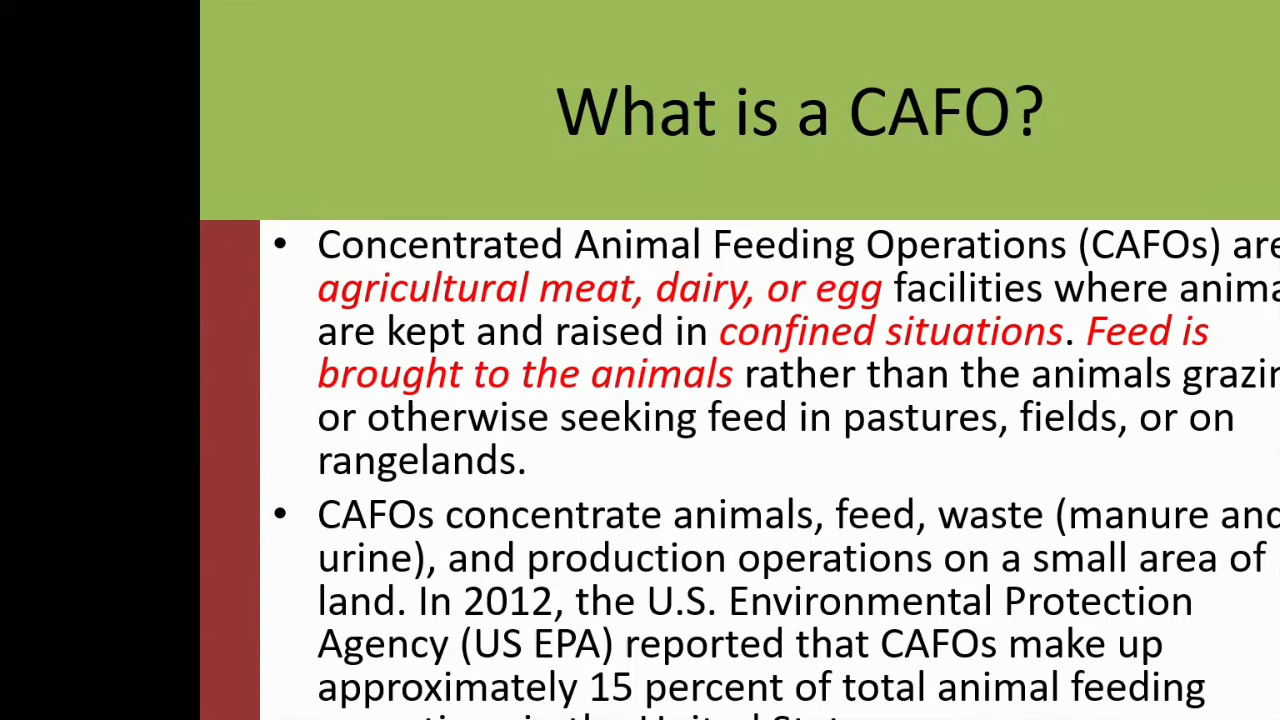 What is a CAFO?
• Concentrated Animal Feeding Operations (CAFOs) are
agricultural meat, dairy, or egg facilities where anima
are kept and raised in confined situations. Feed is
brought to the animals rather than the animals grazin
or otherwise seeking feed in pastures, fields, or on
rangelands.
• CAFOs concentrate animals, feed, waste (manure and
urine), and production operations on a small area of
land. In 2012, the U.S. Environmental Protection
Agency (US EPA) reported that CAFOs make up
approximately 15 percent of total animal feeding
in the United